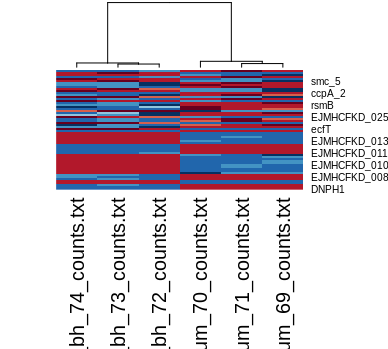 smc_5
ccpA_2
rsmB
EJMHCFKD_025
ecfT
EJMHCFKD_013
EJMHCFKD_011
EJMHCFKD_010
EJMHCFKD_008
DNPH1
bh_74_counts.txt
bh_73_counts.txt
bh_72_counts.txt
um_70_counts.txt
um_71_counts.txt
um_69_counts.txt